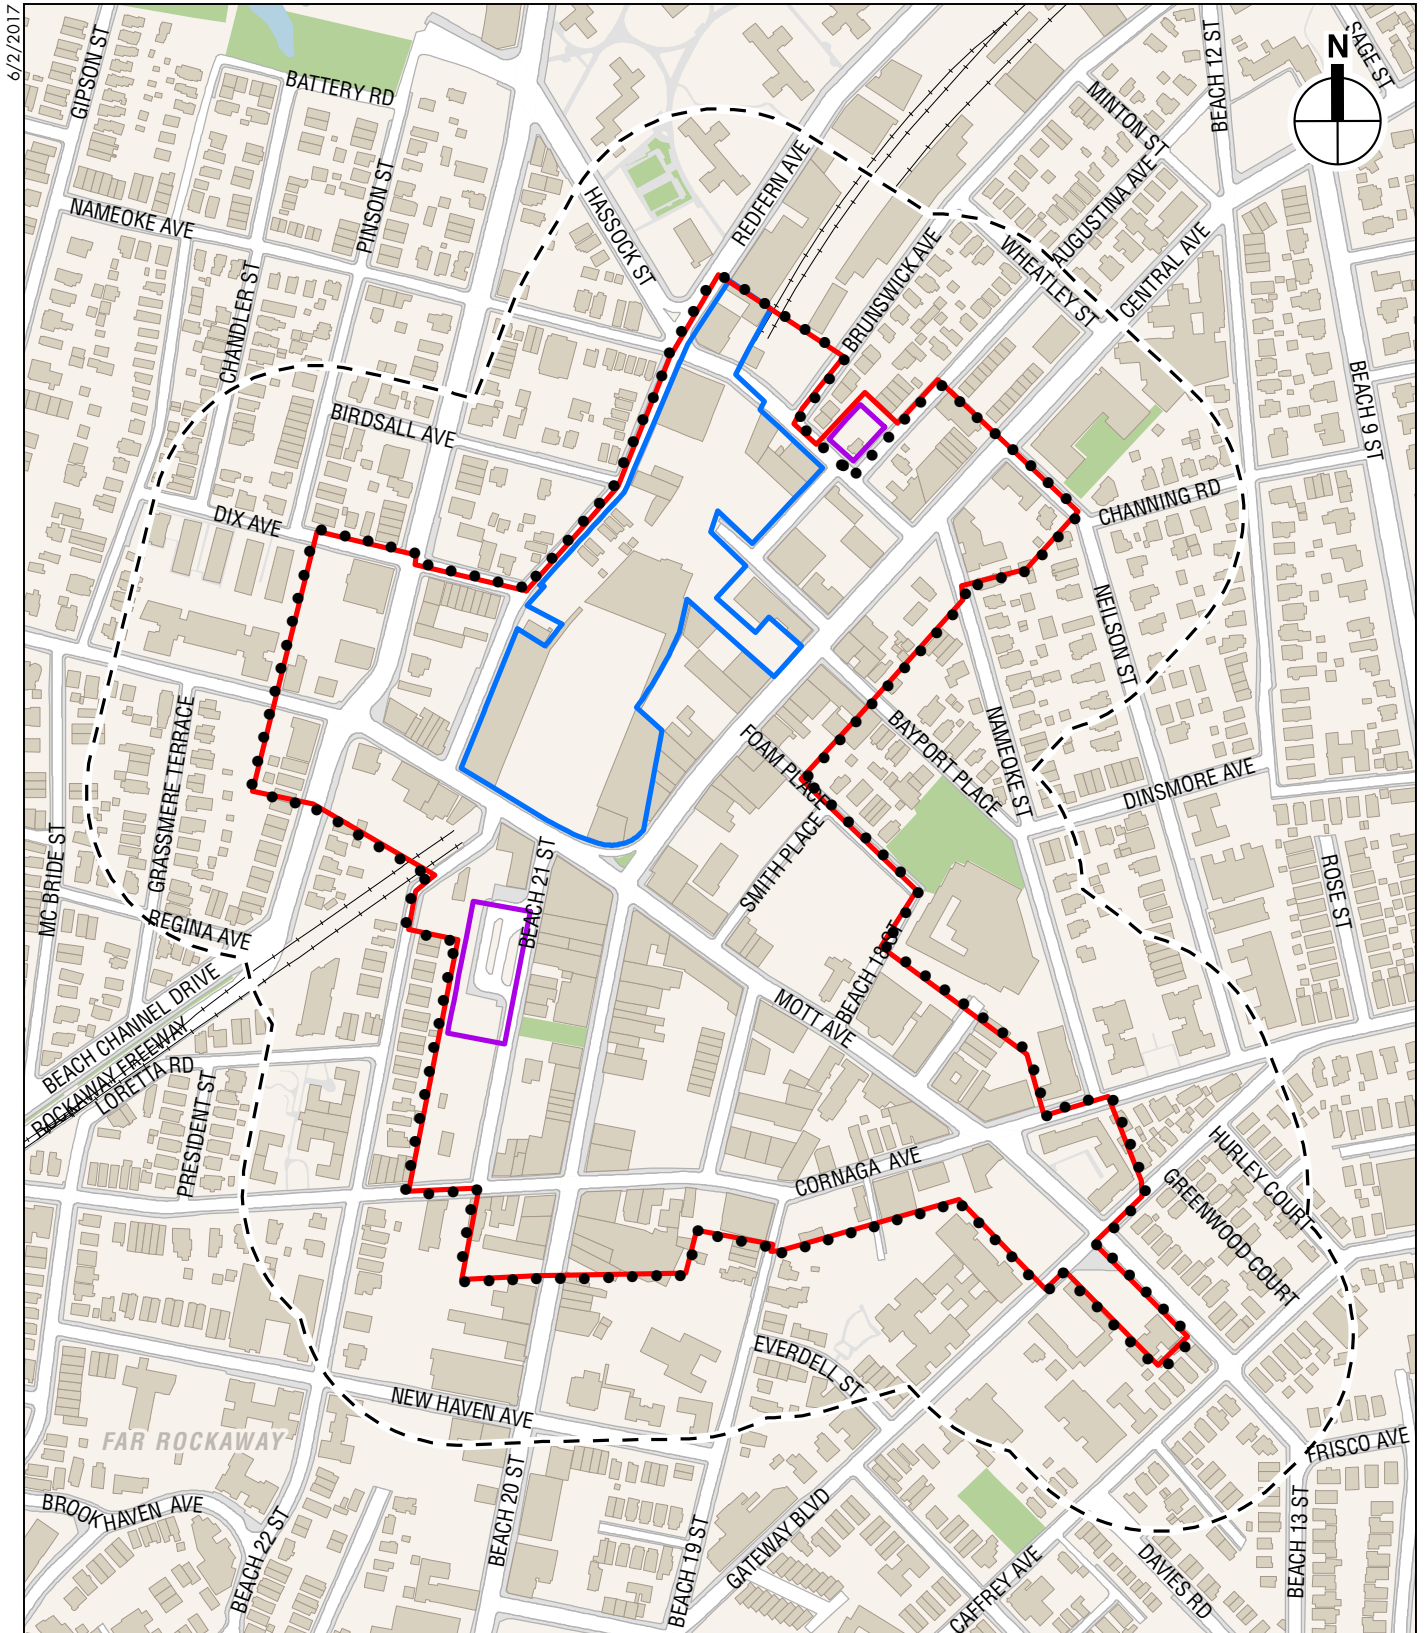 6/2/2017
GIPSON ST
BATTERY RD
BEACH 12 ST
SAGE ST
N
MINTON ST
PINSON ST
HASSOCK ST
REDFERN AVE
AUGUSTINA AVE
NAMEOKE AVE
CHANDLER ST
BRUNSWICK AVE
WHEATLEY ST
CENTRAL AVE
BIRDSALL AVE
BEACH 9 ST
DIX AVE
CHANNING RD
NEILSON ST
GRASSMERE TERRACE
FOAM PLACE
BAYPORT PLACE
NAMEOKE ST
DINSMORE AVE
MC BRIDE ST
SMITH PLACE
BEACH 21 ST
ROSE ST
REGINA AVE
BEACH 18 ST
BEACH CHANNEL DRIVE
ROCKAWAY FREEWAY
LORETTA RD
MOTT AVE
PRESIDENT ST
CORNAGA AVE
HURLEY COURT
GREENWOOD COURT
EVERDELL ST
NEW HAVEN AVE
FAR ROCKAWAY
FRISCO AVE
BROOKHAVEN AVE
BEACH 22 ST
BEACH 20 ST
BEACH 19 ST
GATEWAY BLVD
CAFFREY AVE
DAVIES RD
BEACH 13 ST